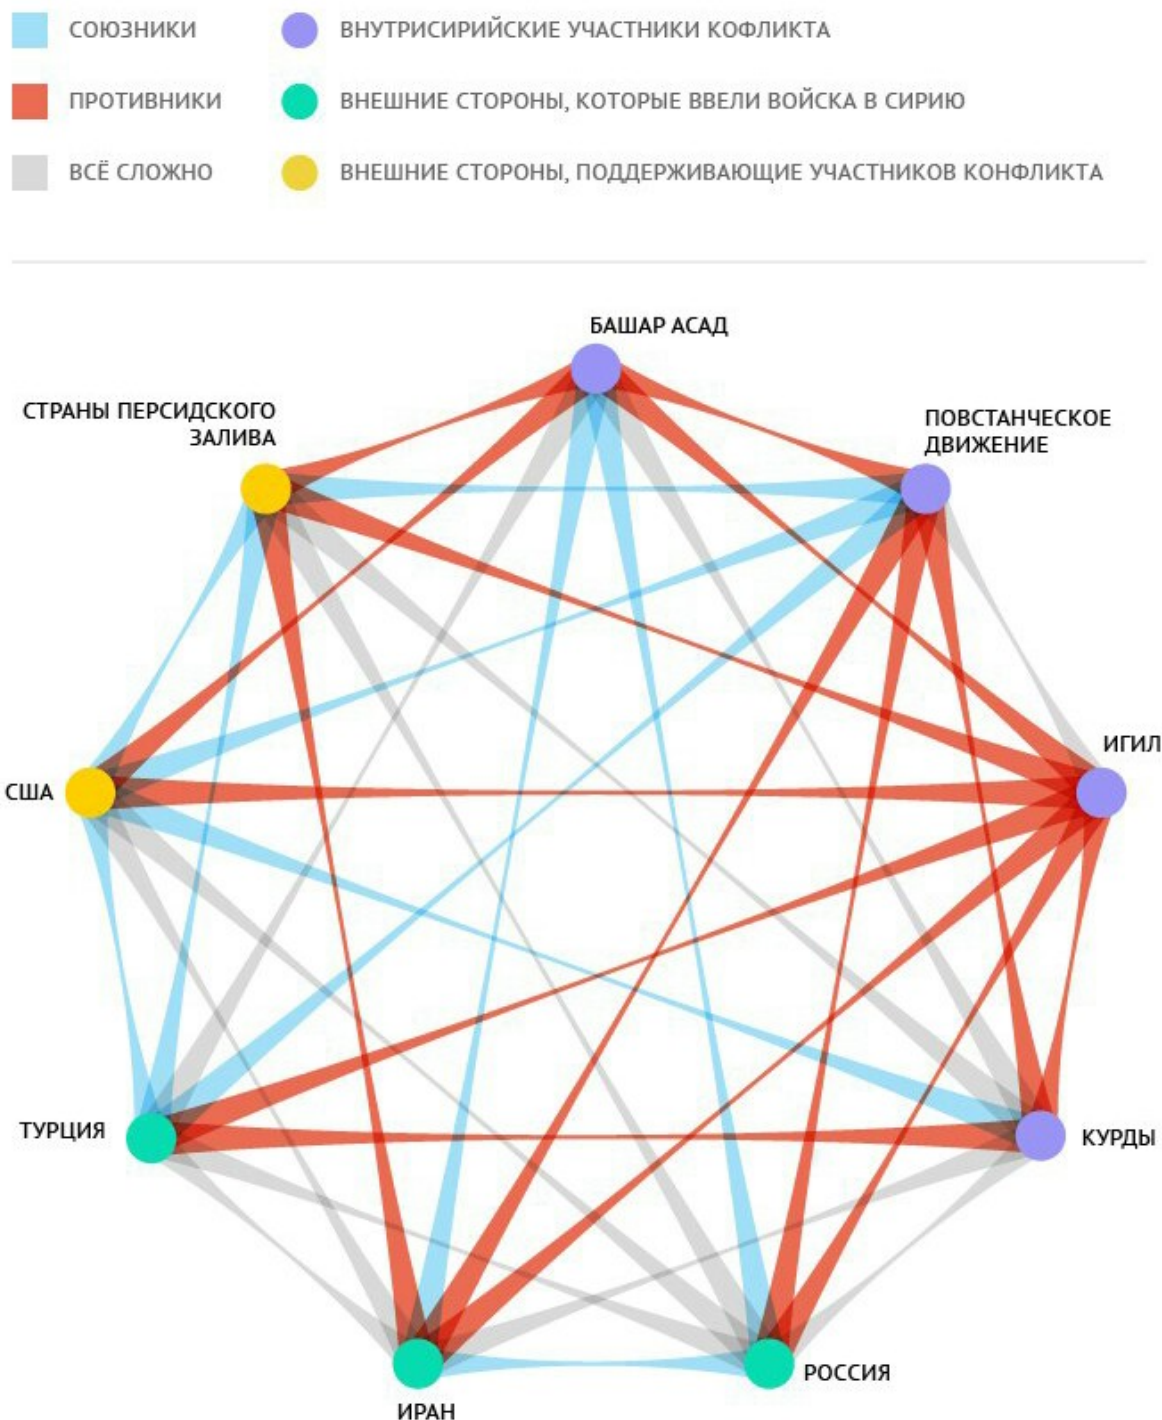 СОЮЗНИКИ
ВНУТРИСИРИЙСКИЕ УЧАСТНИКИ КОФЛИКТА
ПРОТИВНИКИ
ВНЕШНИЕ СТОРОНЫ, КОТОРЫЕ ВВЕЛИ ВОЙСКА В СИРИЮ
ВСЁ СЛОЖНО
ВНЕШНИЕ СТОРОНЫ, ПОДДЕРЖИВАЮЩИЕ УЧАСТНИКОВ КОНФЛИКТА
БАШАР АСАД
СТРАНЫ ПЕРСИДСКОГО
ЗАЛИВА
ПОВСТАНЧЕСКОЕ
ДВИЖЕНИЕ
ИГИЛ
США
ТУРЦИЯ
КУРДЫ
РОССИЯ
ИРАН